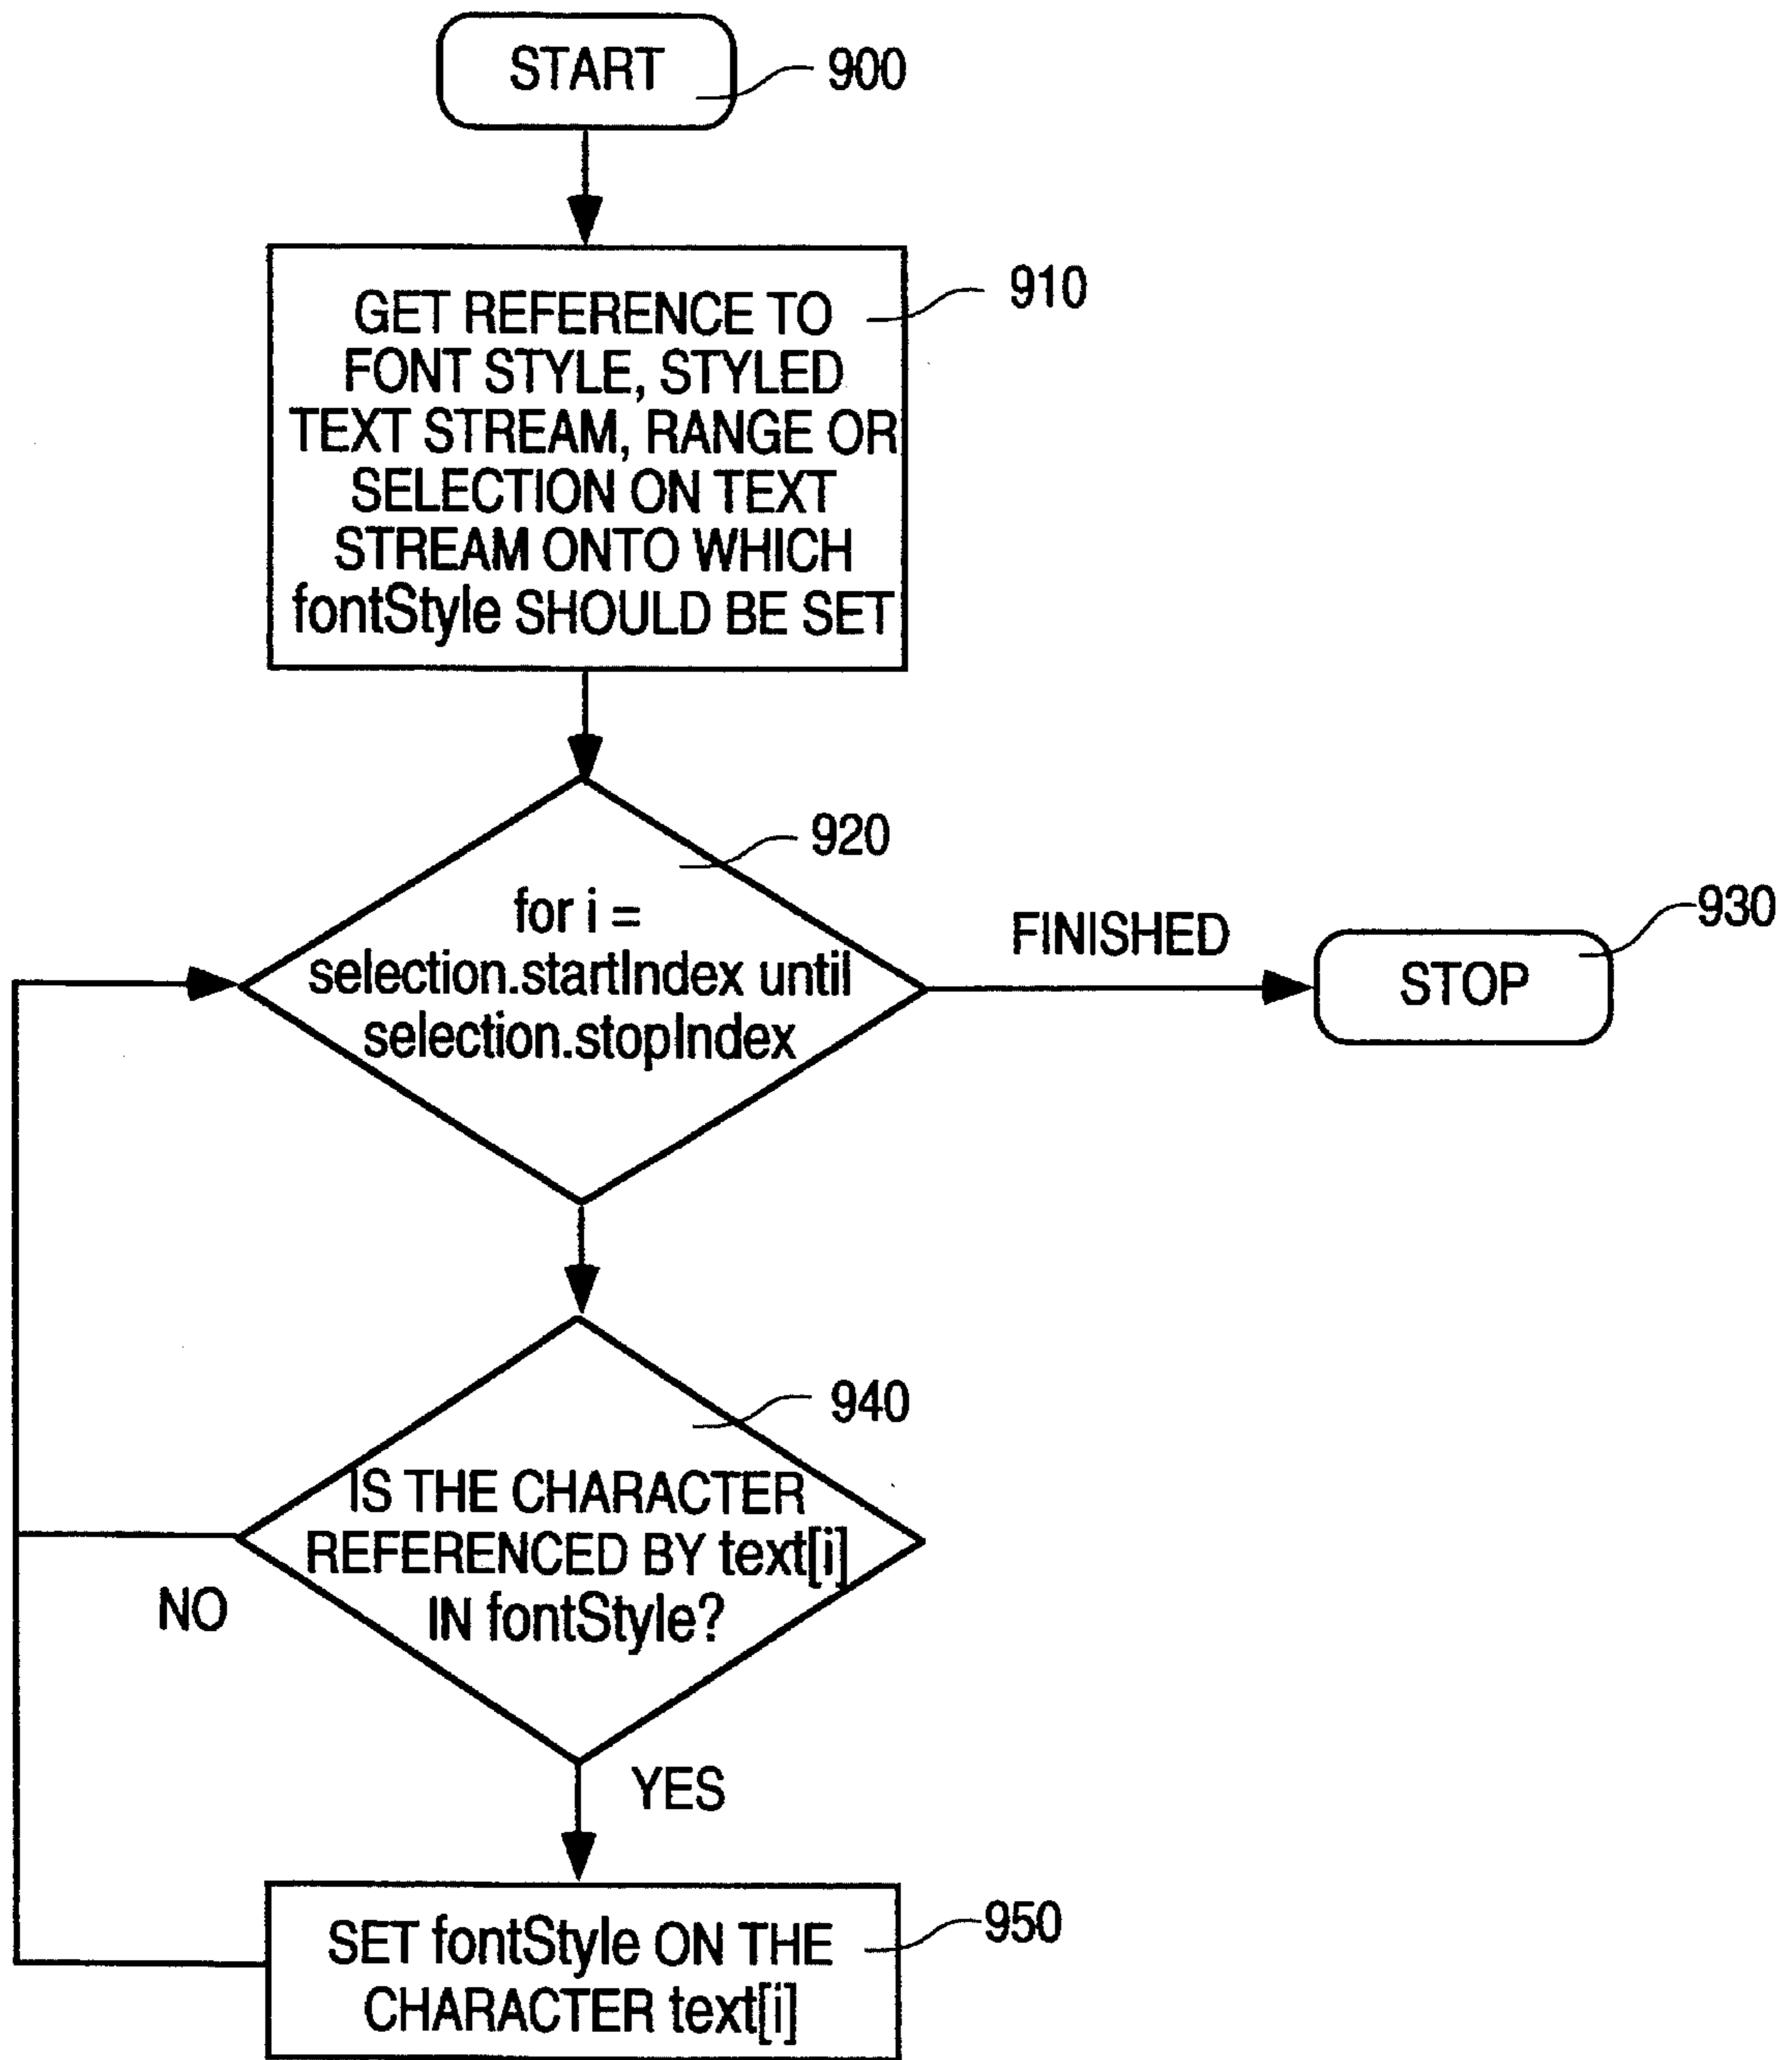 START
900
GET REFERENCE TO
FONT STYLE, STYLED
TEXT STREAM, RANGE OR
SELECTION ON TEXT
STREAM ONTO WHICH
fontStyle SHOULD BE SET
910
920
for i =
selection.startIndex until
selection.stopIndex
FINISHED
930
STOP
940
IS THE CHARACTER
REFERENCED BY text[i]
IN fontStyle?
NO
YES
SET fontStyle ON THE
CHARACTER text[i]
950